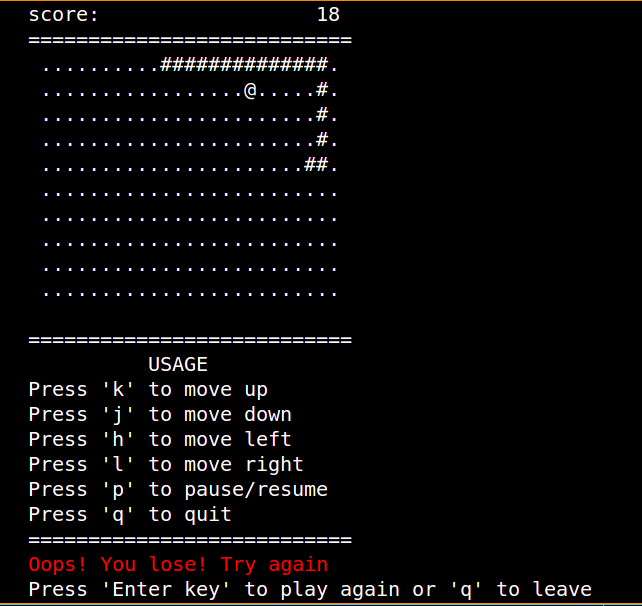 score:                  18
===========================
 ..........##############.
 .................@.....#.
 .......................#.
 .......................#.
 ......................##.
 .........................
 .........................
 .........................
 .........................
 .........................
===========================
          USAGE
Press 'k' to move up
Press 'j' to move down
Press 'h' to move left
Press 'l' to move right
Press 'p' to pause/resume
Press 'q' to quit
===========================
Oops! You lose! Try again
Press 'Enter key' to play again or 'q' to leave